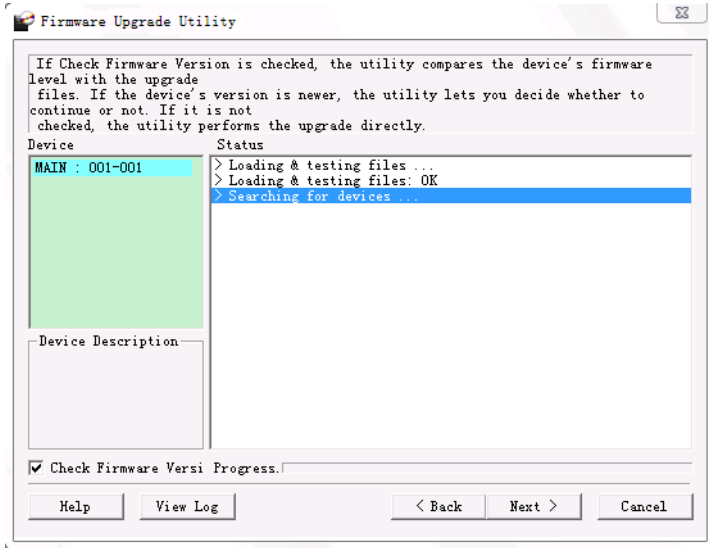 Firmware Upgrade Utility
If Check Firmware Version is checked, the utility compares the device's firmware
level with the upgrade
files. If the device's version is newer, the utility lets you decide whether to
continue or not. If it is not
checked, the utility performs the upgrade directly.
Device
Status
MAIN : 001-001
> Loading & testing files ...
> Loading & testing files: OK
> Searching for devices ...
Device Description
Check Firmware Versi Progress.
Help View Log < Back Next > Cancel